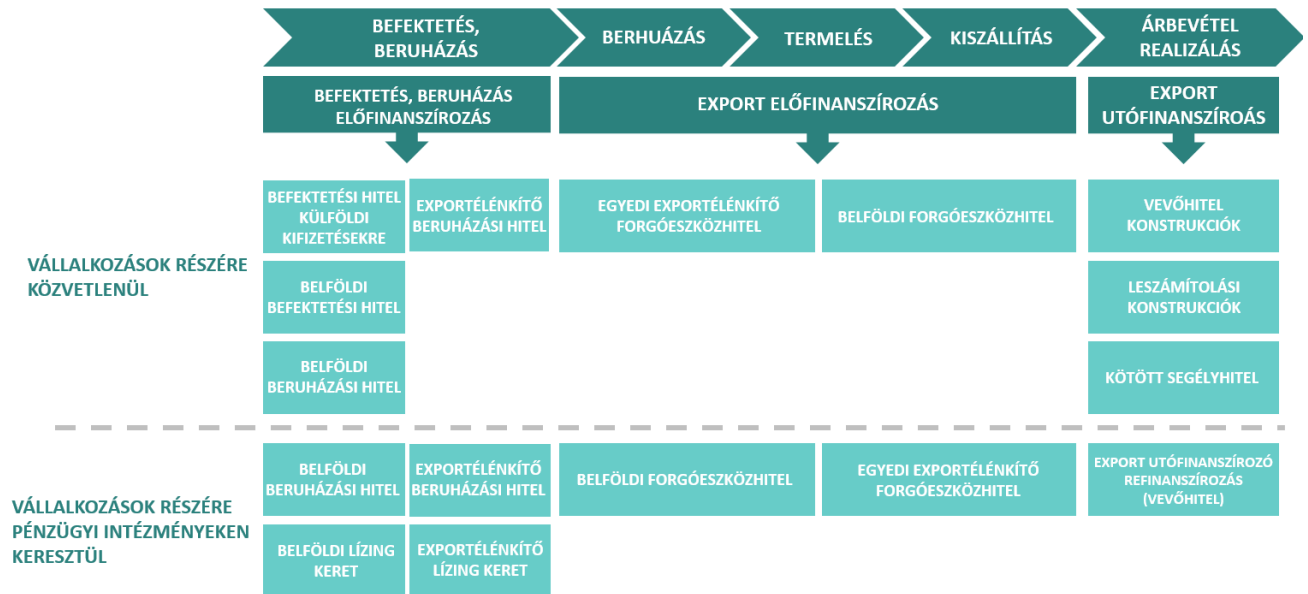 BEFEKTETÉS,
BERUHÁZÁS
BERHUÁZÁS
TERMELÉS
KISZÁLLÍTÁS
ÁRBEVÉTEL
REALIZÁLÁS
BEFEKTETÉS, BERUHÁZÁS
ELŐFINANSZÍROZÁS
EXPORT ELŐFINANSZÍROZÁS
EXPORT
UTÓFINANSZÍROÁS
VÁLLALKOZÁSOK RÉSZÉRE
KÖZVETLENÜL
BEFEKTETÉSI HITEL
KÜLFÖLDI
KIFIZETÉSEKRE
EXPORTÉLÉNKÍTŐ
BERUHÁZÁSI HITEL
EGYEDI EXPORTÉLÉNKÍTŐ
FORGÓESZKÖZHITEL
BELFÖLDI FORGÓESZKÖZHITEL
VEVŐHITEL
KONSTRUKCIÓK
BELFÖLDI
BEFEKTETÉSI HITEL
LESZÁMÍTOLÁSI
KONSTRUKCIÓK
BELFÖLDI
BERUHÁZÁSI HITEL
KÖTÖTT SEGÉLYHITEL
VÁLLALKOZÁSOK RÉSZÉRE
PÉNZÜGYI INTÉZMÉNYEKEN
KERESZTÜL
BELFÖLDI
BERUHÁZÁSI HITEL
EXPORTÉLÉNKÍTŐ
BERUHÁZÁSI HITEL
BELFÖLDI FORGÓESZKÖZHITEL
EGYEDI EXPORTÉLÉNKÍTŐ
FORGÓESZKÖZHITEL
EXPORT UTÓFINANSZÍROZÓ
REFINANSZÍROZÁS
(VEVŐHITEL)
BELFÖLDI LÍZING
KERET
EXPORTÉLÉNKÍTŐ
LÍZING KERET